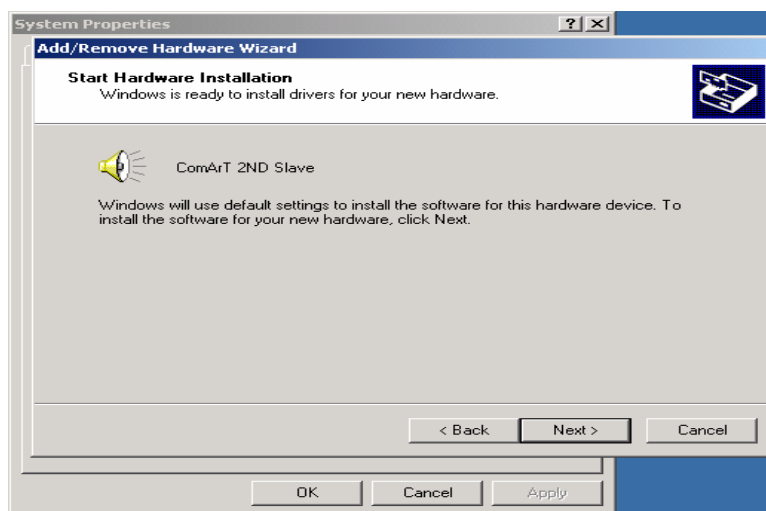 System Properties
Add/Remove Hardware Wizard
Start Hardware Installation
Windows is ready to install drivers for your new hardware.
ComArT 2ND Slave
Windows will use default settings to install the software for this hardware device. To
install the software for your new hardware, click Next.
< Back Next > Cancel
OK Cancel Apply